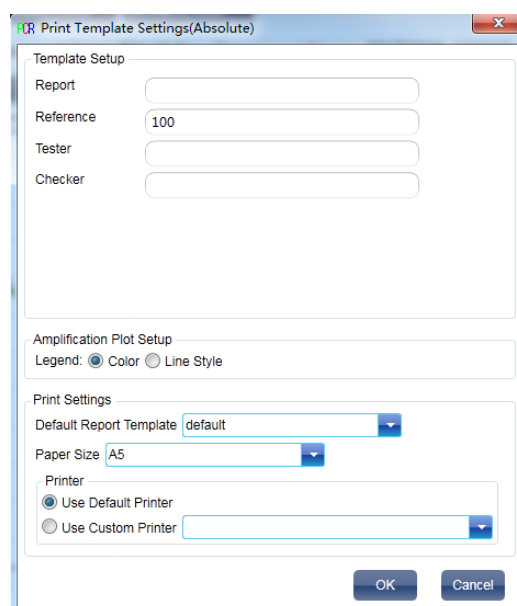 PCR Print Template Settings(Absolute)
Template Setup
Report
Reference 100
Tester
Checker
Amplification Plot Setup
Legend: Color Line Style
Print Settings
Default Report Template default
Paper Size A5
Printer
Use Default Printer
Use Custom Printer
OK Cancel